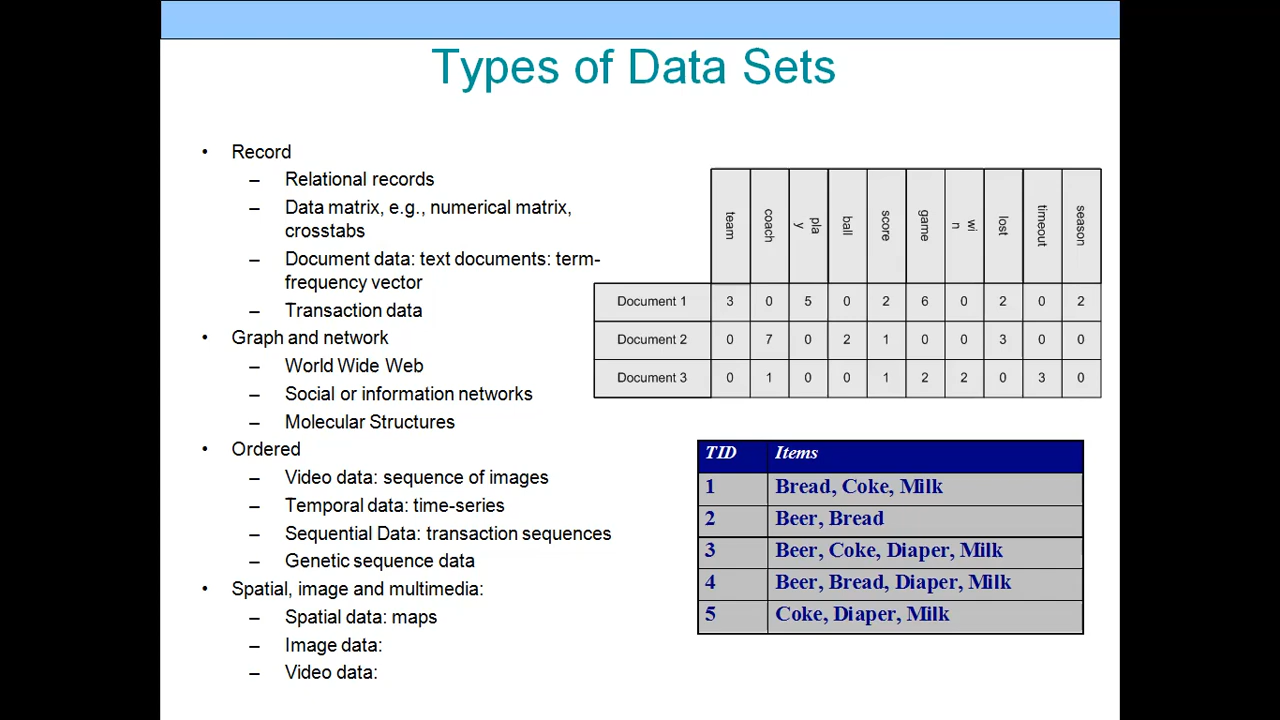 Types of Data Sets
• Record
– Relational records
– Data matrix, e.g., numerical matrix,
crosstabs
– Document data: text documents: term-
frequency vector
– Transaction data
• Graph and network
– World Wide Web
– Social or information networks
– Molecular Structures
• Ordered
– Video data: sequence of images
– Temporal data: time-series
– Sequential Data: transaction sequences
– Genetic sequence data
• Spatial, image and multimedia:
– Spatial data: maps
– Image data:
– Video data:
team coach pla y ball score game wi n lost timeout season
Document 1 3 0 5 0 2 6 0 2 0 2
Document 2 0 7 0 2 1 0 0 3 0 0
Document 3 0 1 0 0 1 2 2 0 3 0
TID Items
1 Bread, Coke, Milk
2 Beer, Bread
3 Beer, Coke, Diaper, Milk
4 Beer, Bread, Diaper, Milk
5 Coke, Diaper, Milk